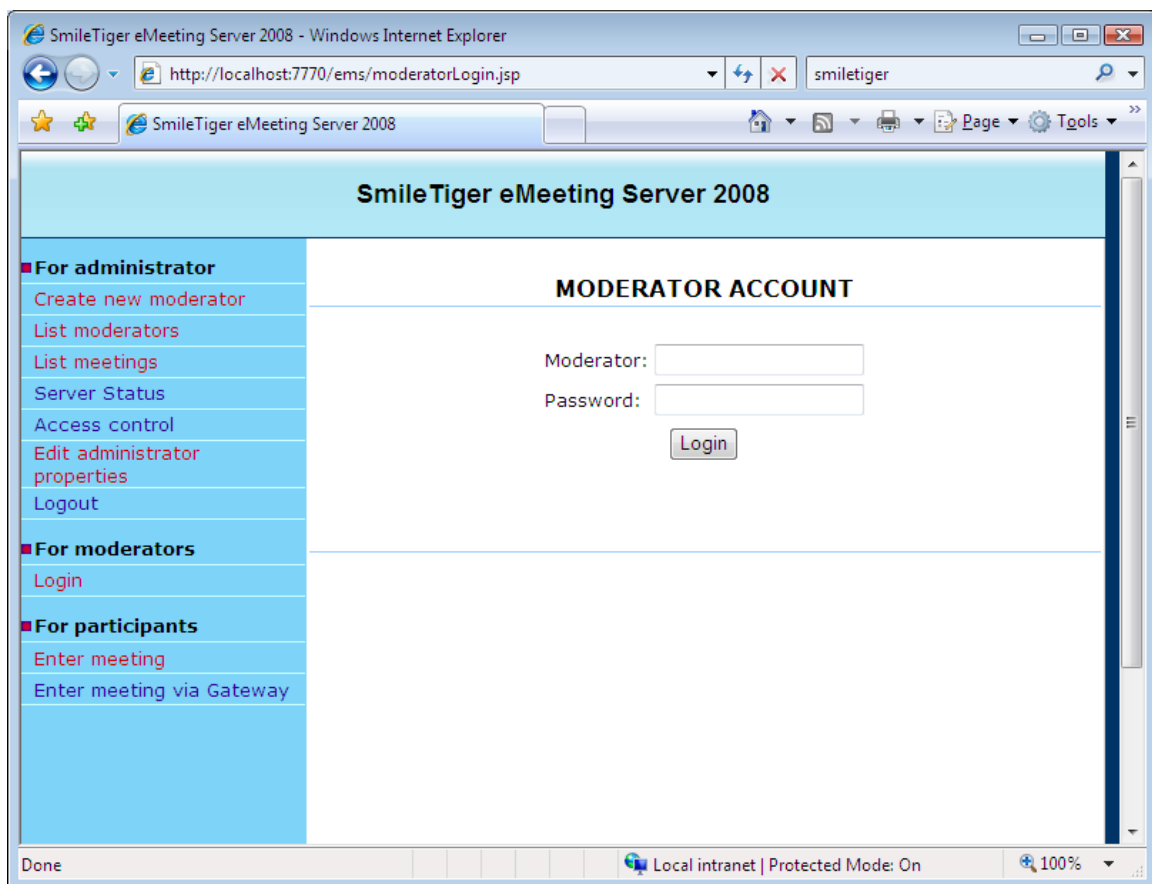 SmileTiger eMeeting Server 2008 - Windows Internet Explorer
http://localhost:7770/ems/moderatorLogin.jsp
smiletiger
SmileTiger eMeeting Server 2008
Page
Tools
SmileTiger eMeeting Server 2008
For administrator
Create new moderator
List moderators
List meetings
Server Status
Access control
Edit administrator
properties
Logout
For moderators
Login
For participants
Enter meeting
Enter meeting via Gateway
MODERATOR ACCOUNT
Moderator:
Password:
Login
Done
Local intranet | Protected Mode: On
100%